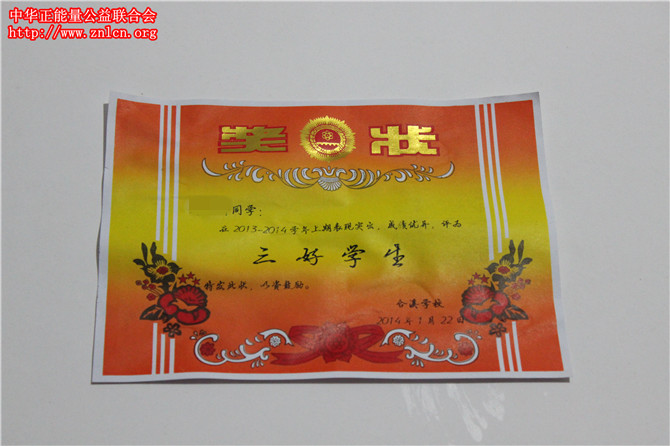 中华正能量公益联合会
http://www.znlcn.org
奖状
同学：
在2013-2014学年上期表现突出，成绩优异，评为
三好学生
特发此状，以资鼓励。
合溪学校
2014年1月22日